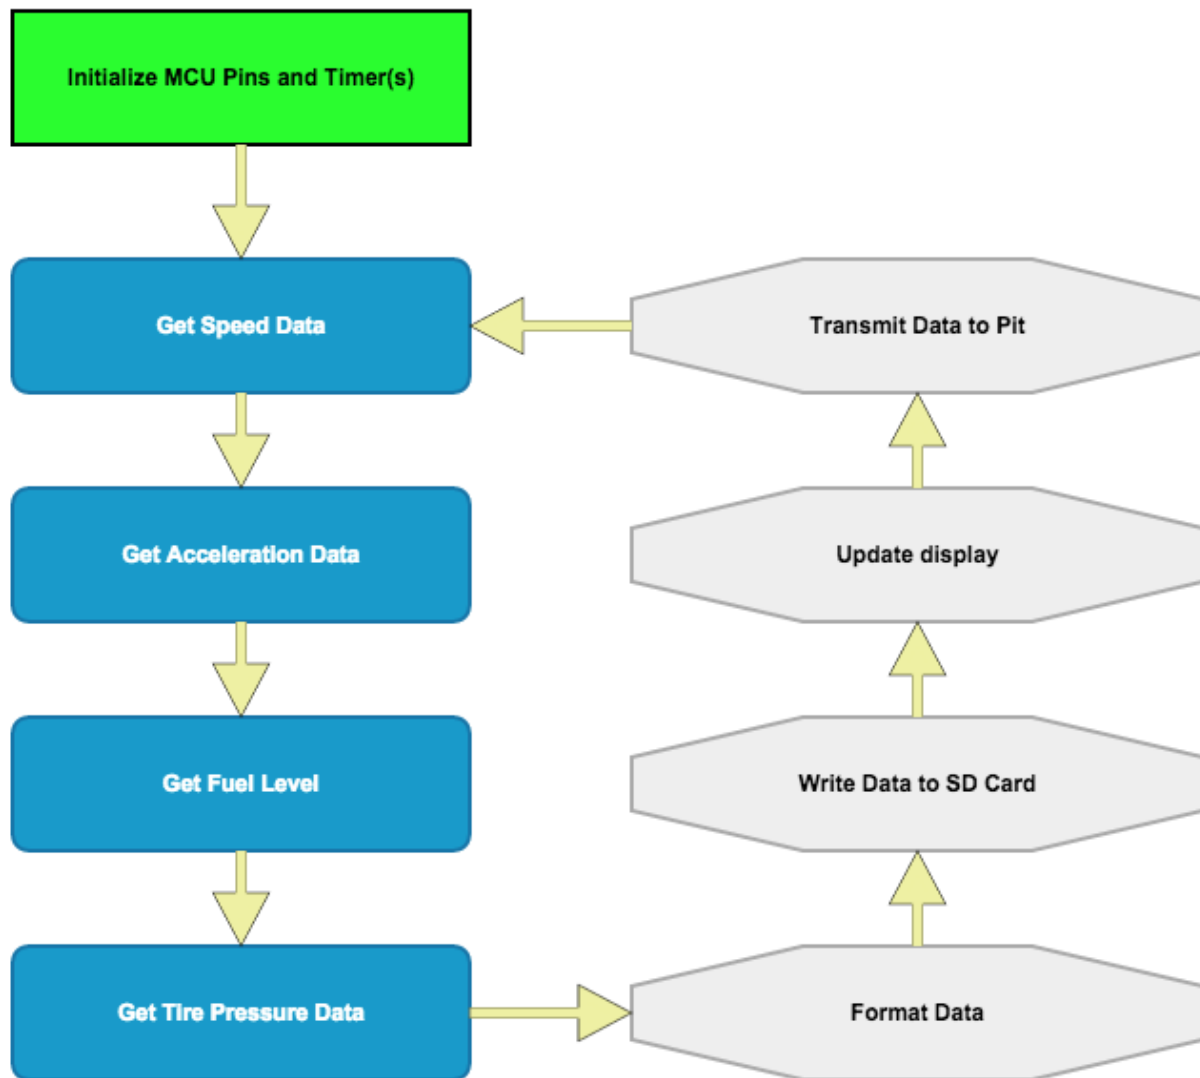 Initialize MCU Pins and Timer(s)
Get Speed Data
Transmit Data to Pit
Get Acceleration Data
Update display
Get Fuel Level
Write Data to SD Card
Get Tire Pressure Data
Format Data